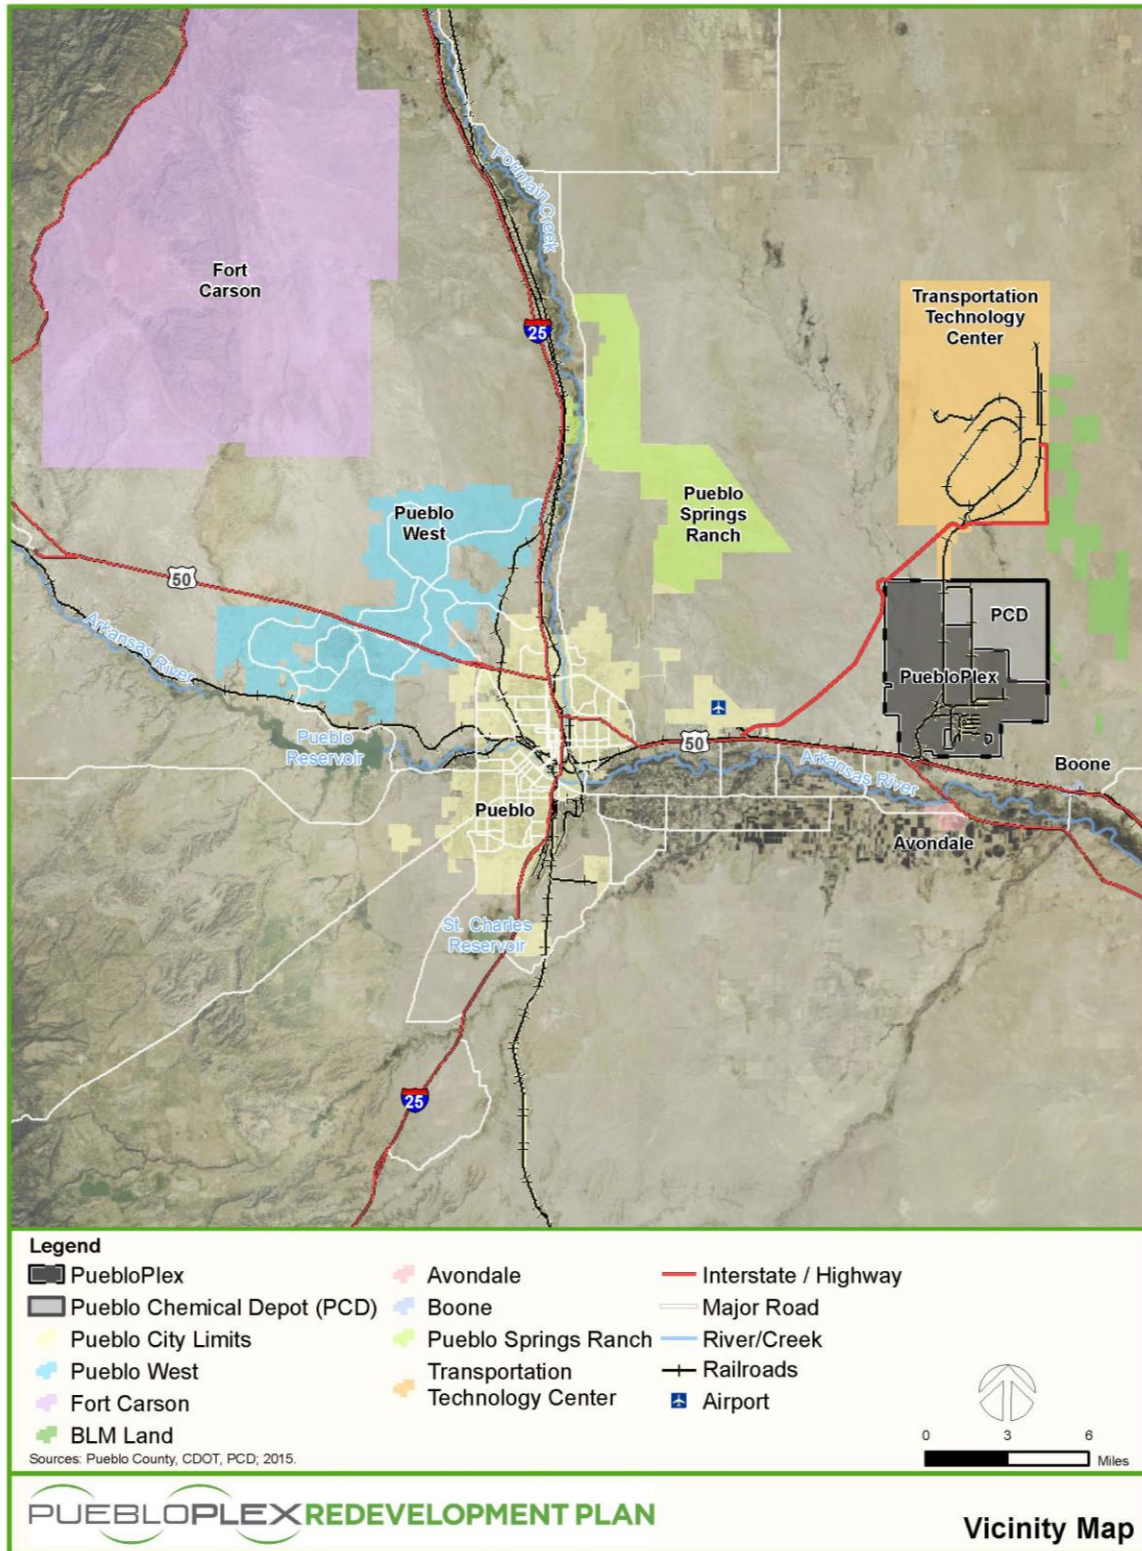 Fountain Creek
Fort
Carson
25
Transportation
Technology
Center
Pueblo
West
Pueblo
Springs
Ranch
50
Arkansas River
PCD
PuebloPlex
Pueblo
Reservoir
50
Arkansas River
Boone
Pueblo
Avondale
St. Charles
Reservoir
25
Legend
PuebloPlex
Pueblo Chemical Depot (PCD)
Pueblo City Limits
Pueblo West
Fort Carson
BLM Land
Avondale
Boone
Pueblo Springs Ranch
Transportation
Technology Center
Interstate / Highway
Major Road
River/Creek
Railroads
Airport
0 3 6
Miles
Sources: Pueblo County, CDOT, PCD; 2015.
PUEBLOPLEX REDEVELOPMENT PLAN
Vicinity Map